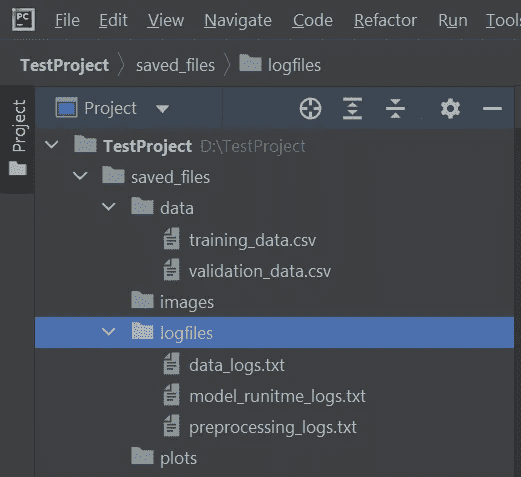 PC File Edit View Navigate Code Refactor Run Tools
TestProject saved_files logfiles
Project
Project
TestProject D:\TestProject
saved_files
data
training_data.csv
validation_data.csv
images
logfiles
data_logs.txt
model_runitme_logs.txt
preprocessing_logs.txt
plots